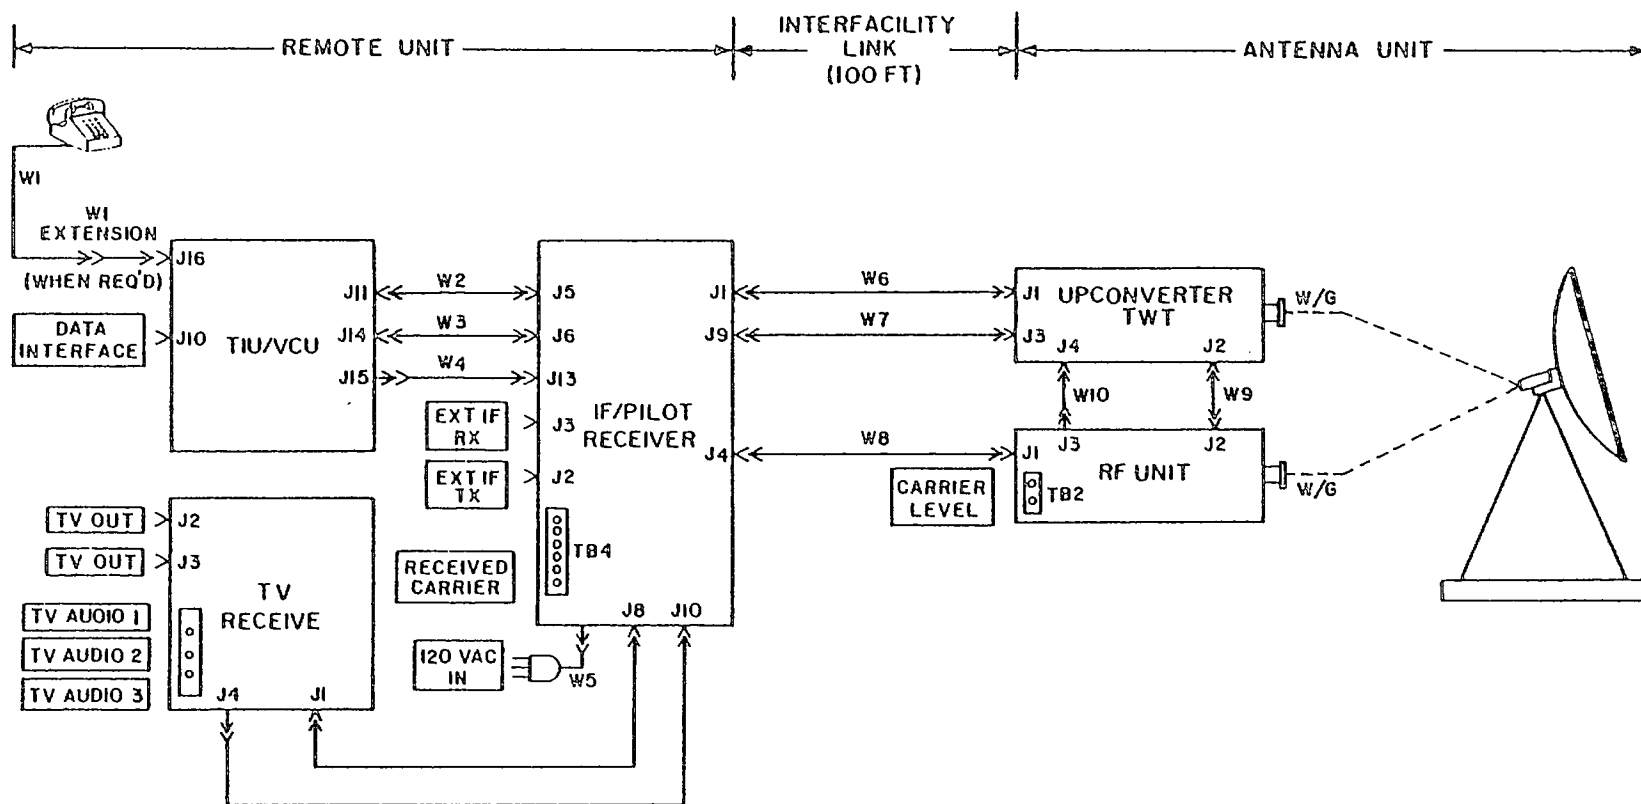 REMOTE UNIT
INTERFACILITY
LINK
(100 FT)
ANTENNA UNIT
W1
W1
EXTENSION
(WHEN REQ'D)
DATA
INTERFACE
J16
J10
TIU/VCU
J11
J14
J15
W2
W3
W4
J5
J6
J13
J3
J2
EXT IF
RX
EXT IF
TX
IF/PILOT
RECEIVER
J1
J9
J4
TB4
J8
J10
RECEIVED
CARRIER
120 VAC
IN
W5
TV OUT
TV OUT
TV AUDIO 1
TV AUDIO 2
TV AUDIO 3
J2
J3
TV
RECEIVE
J4
J1
W6
W7
W8
CARRIER
LEVEL
J1
UPCONVERTER
TWT
J3
J4
J2
W/G
W10
W9
J1
J3
J2
RF UNIT
TB2
W/G